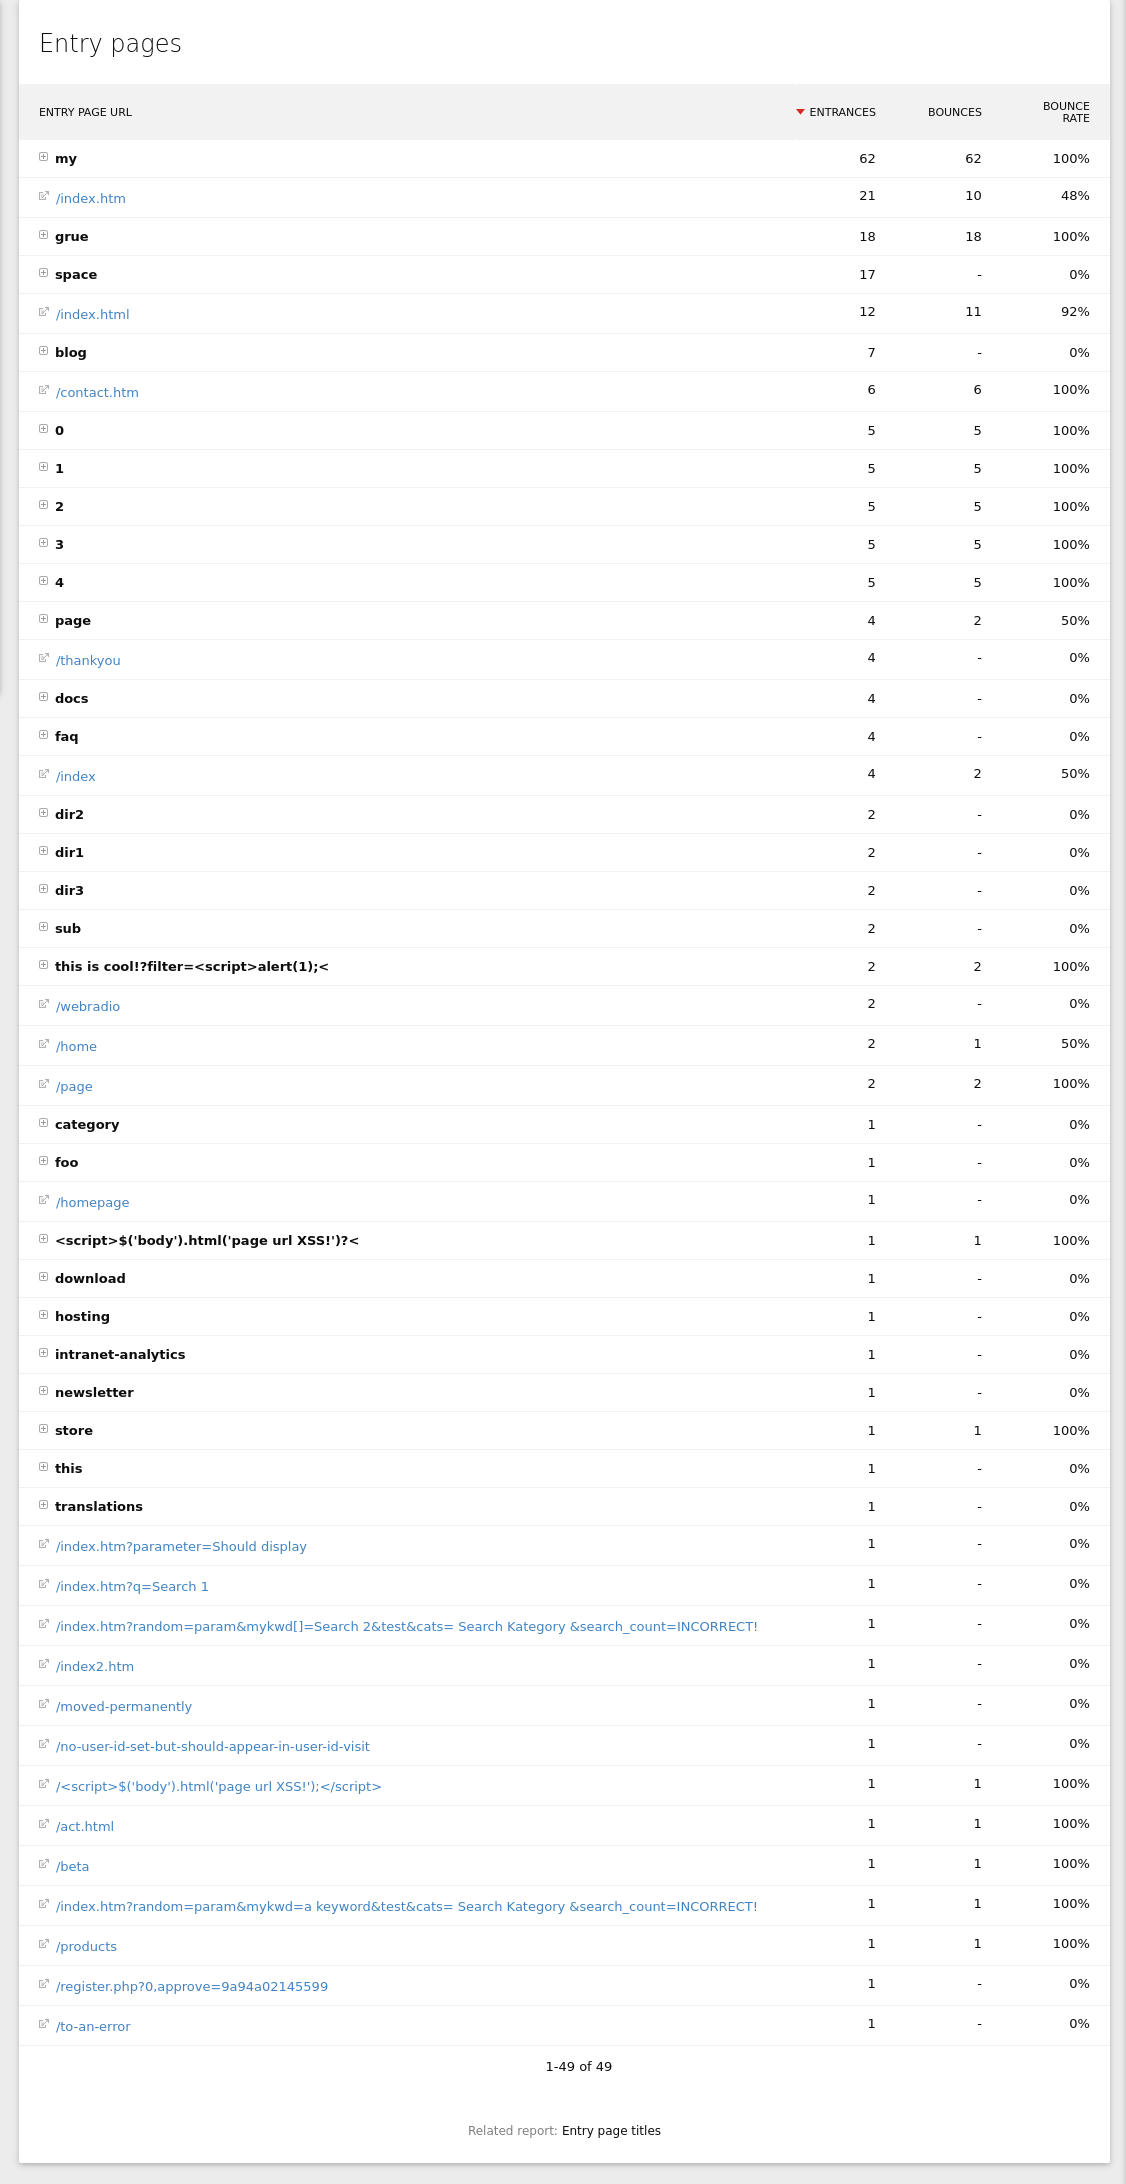 Entry pages
ENTRY PAGE URL ENTRANCES BOUNCES BOUNCE RATE
my 62 62 100%
/index.htm 21 10 48%
grue 18 18 100%
space 17 - 0%
/index.html 12 11 92%
blog 7 - 0%
/contact.htm 6 6 100%
0 5 5 100%
1 5 5 100%
2 5 5 100%
3 5 5 100%
4 5 5 100%
page 4 2 50%
/thankyou 4 - 0%
docs 4 - 0%
faq 4 - 0%
/index 4 2 50%
dir2 2 - 0%
dir1 2 - 0%
dir3 2 - 0%
sub 2 - 0%
this is cool!?filter=<script>alert(1);< 2 2 100%
/webradio 2 - 0%
/home 2 1 50%
/page 2 2 100%
category 1 - 0%
foo 1 - 0%
/homepage 1 - 0%
<script>$('body').html('page url XSS!')?< 1 1 100%
download 1 - 0%
hosting 1 - 0%
intranet-analytics 1 - 0%
newsletter 1 - 0%
store 1 1 100%
this 1 - 0%
translations 1 - 0%
/index.htm?parameter=Should display 1 - 0%
/index.htm?q=Search 1 1 - 0%
/index.htm?random=param&mykwd[]=Search 2&test&cats= Search Kategory &search_count=INCORRECT! 1 - 0%
/index2.htm 1 - 0%
/moved-permanently 1 - 0%
/no-user-id-set-but-should-appear-in-user-id-visit 1 - 0%
/<script>$('body').html('page url XSS!');</script> 1 1 100%
/act.html 1 1 100%
/beta 1 1 100%
/index.htm?random=param&mykwd=a keyword&test&cats= Search Kategory &search_count=INCORRECT! 1 1 100%
/products 1 1 100%
/register.php?0,approve=9a94a02145599 1 - 0%
/to-an-error 1 - 0%
1-49 of 49
Related report: Entry page titles